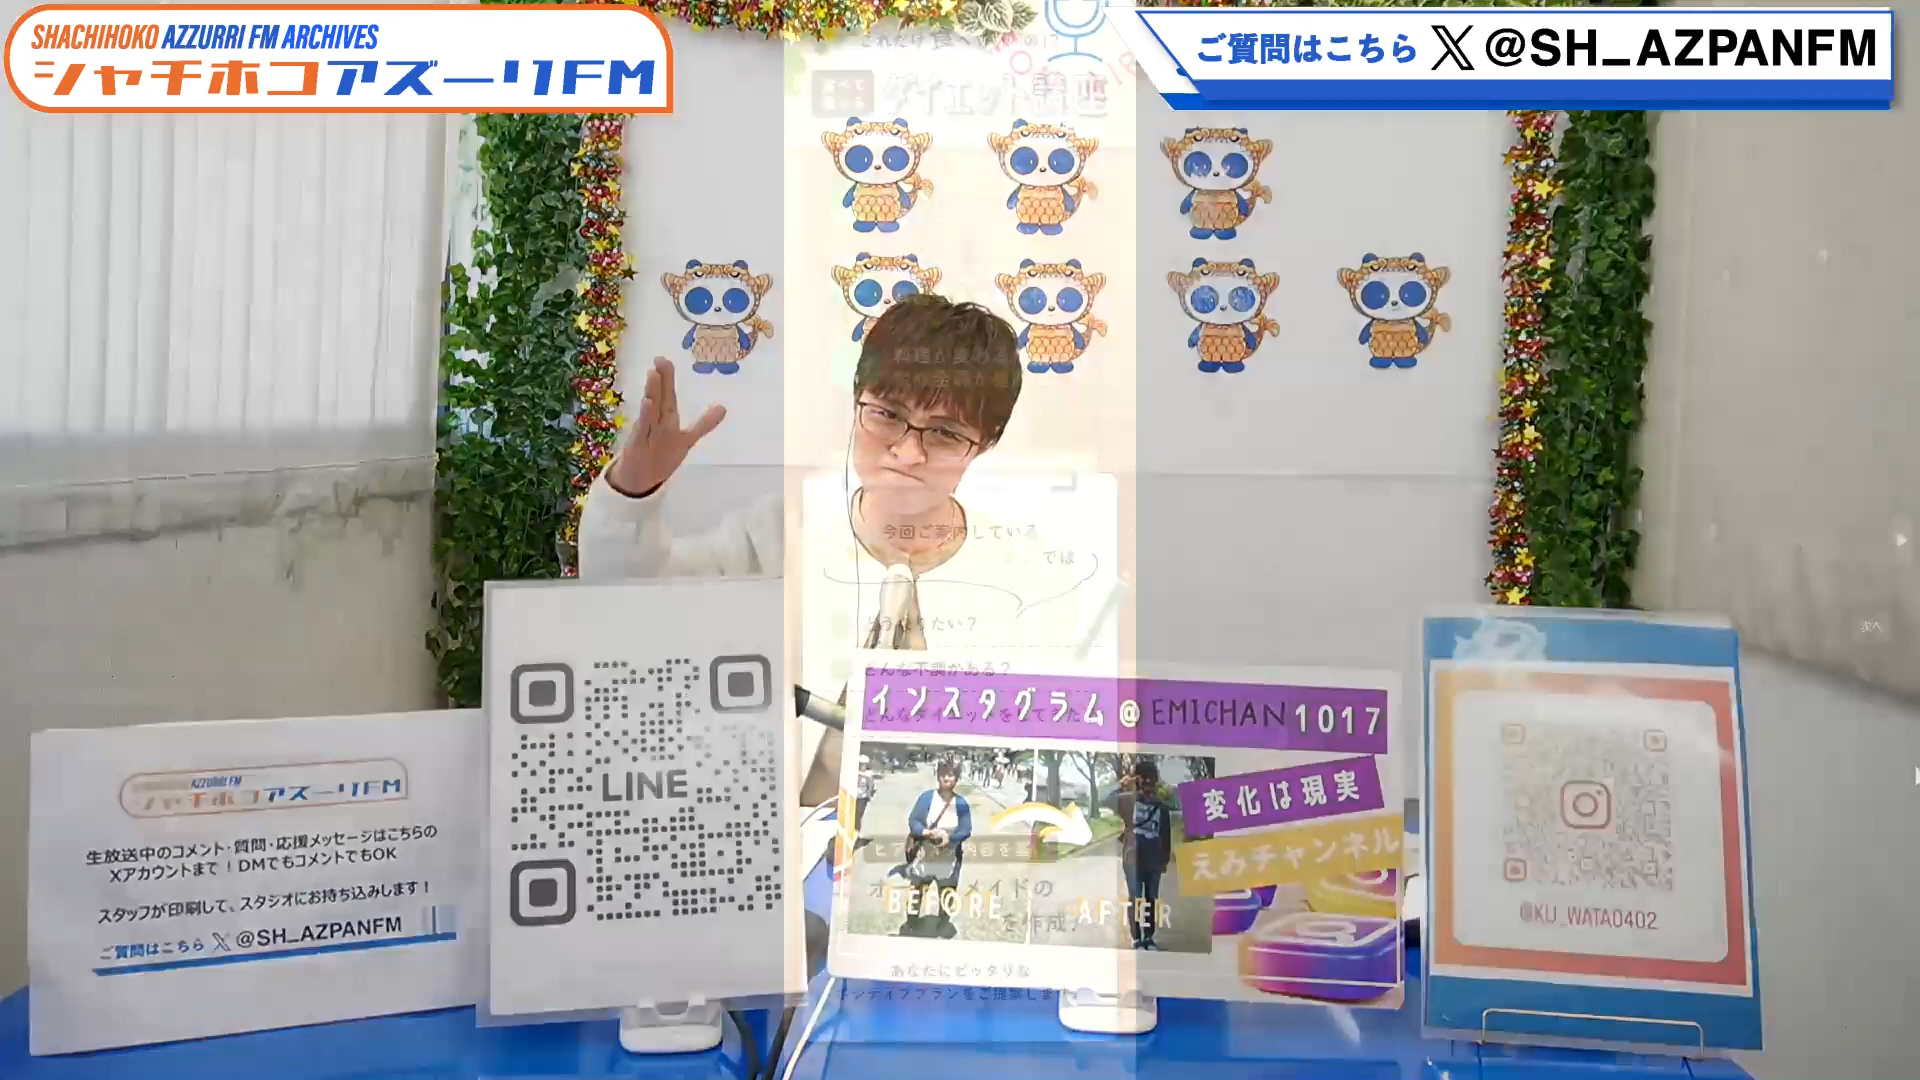 SHACHIHOKO AZZURRI FM ARCHIVES
シャチホコアズーリFM
ご質問はこちら X @SH_AZPANFM
ダイエット講座
今回ご案内している
では
どうなりたい？
どんな不調がある？
インスタグラム@EMICHAN1017
変化は現実
えみチャンネル
BEFORE
AFTER
メイドの
を作成
あなたにピッタリな
プランをご提案します
LINE
AZZURRI FM
シャチホコアズーリFM
生放送中のコメント・質問・応援メッセージはこちらの
Xアカウントまで！DMでもコメントでもOK
スタッフが印刷して、スタジオにお持ち込みします！
ご質問はこちら X @SH_AZPANFM
@KU_WATA0402
次へ